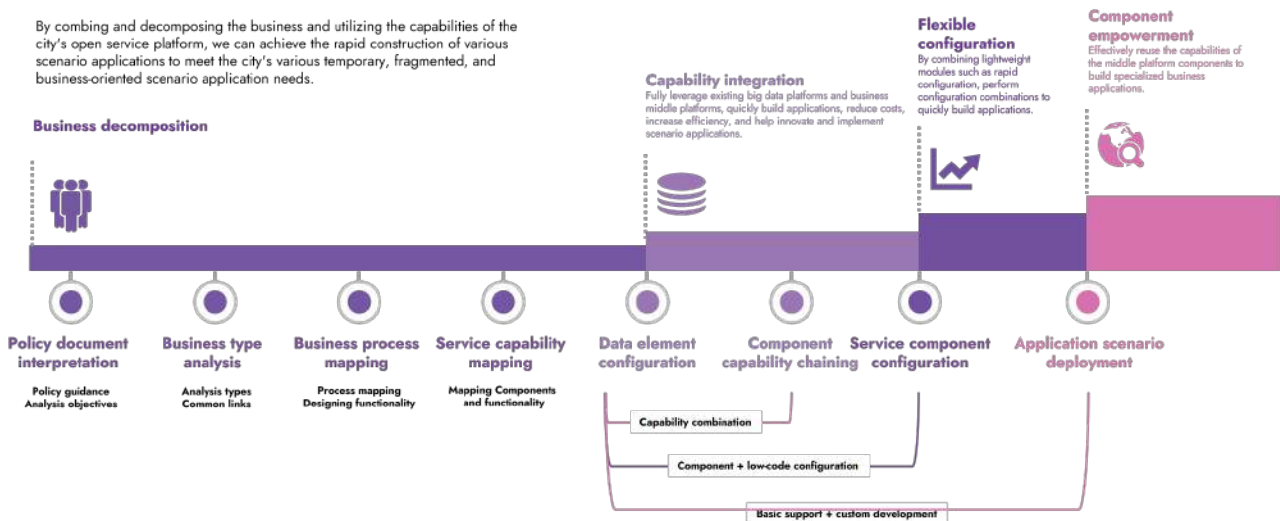 By combing and decomposing the business and utilizing the capabilities of the
city's open service platform, we can achieve the rapid construction of various
scenario applications to meet the city's various temporary, fragmented, and
business-oriented scenario application needs.
Business decomposition
Capability integration
Fully leverage existing big data platforms and business
middle platforms, quickly build applications, reduce costs,
increase efficiency, and help innovate and implement
scenario applications.
Flexible
configuration
By combining lightweight
modules such as rapid
configuration, perform
configuration combinations to
quickly build applications.
Component
empowerment
Effectively reuse the capabilities of
the middle platform components to
build specialized business
applications.
Policy document
interpretation
Policy guidance
Analysis objectives
Business type
analysis
Analysis types
Common links
Business process
mapping
Process mapping
Designing functionality
Service capability
mapping
Mapping Components
and functionality
Data element
configuration
Component
capability chaining
Service component
configuration
Application scenario
deployment
Capability combination
Component + low-code configuration
Basic support + custom development